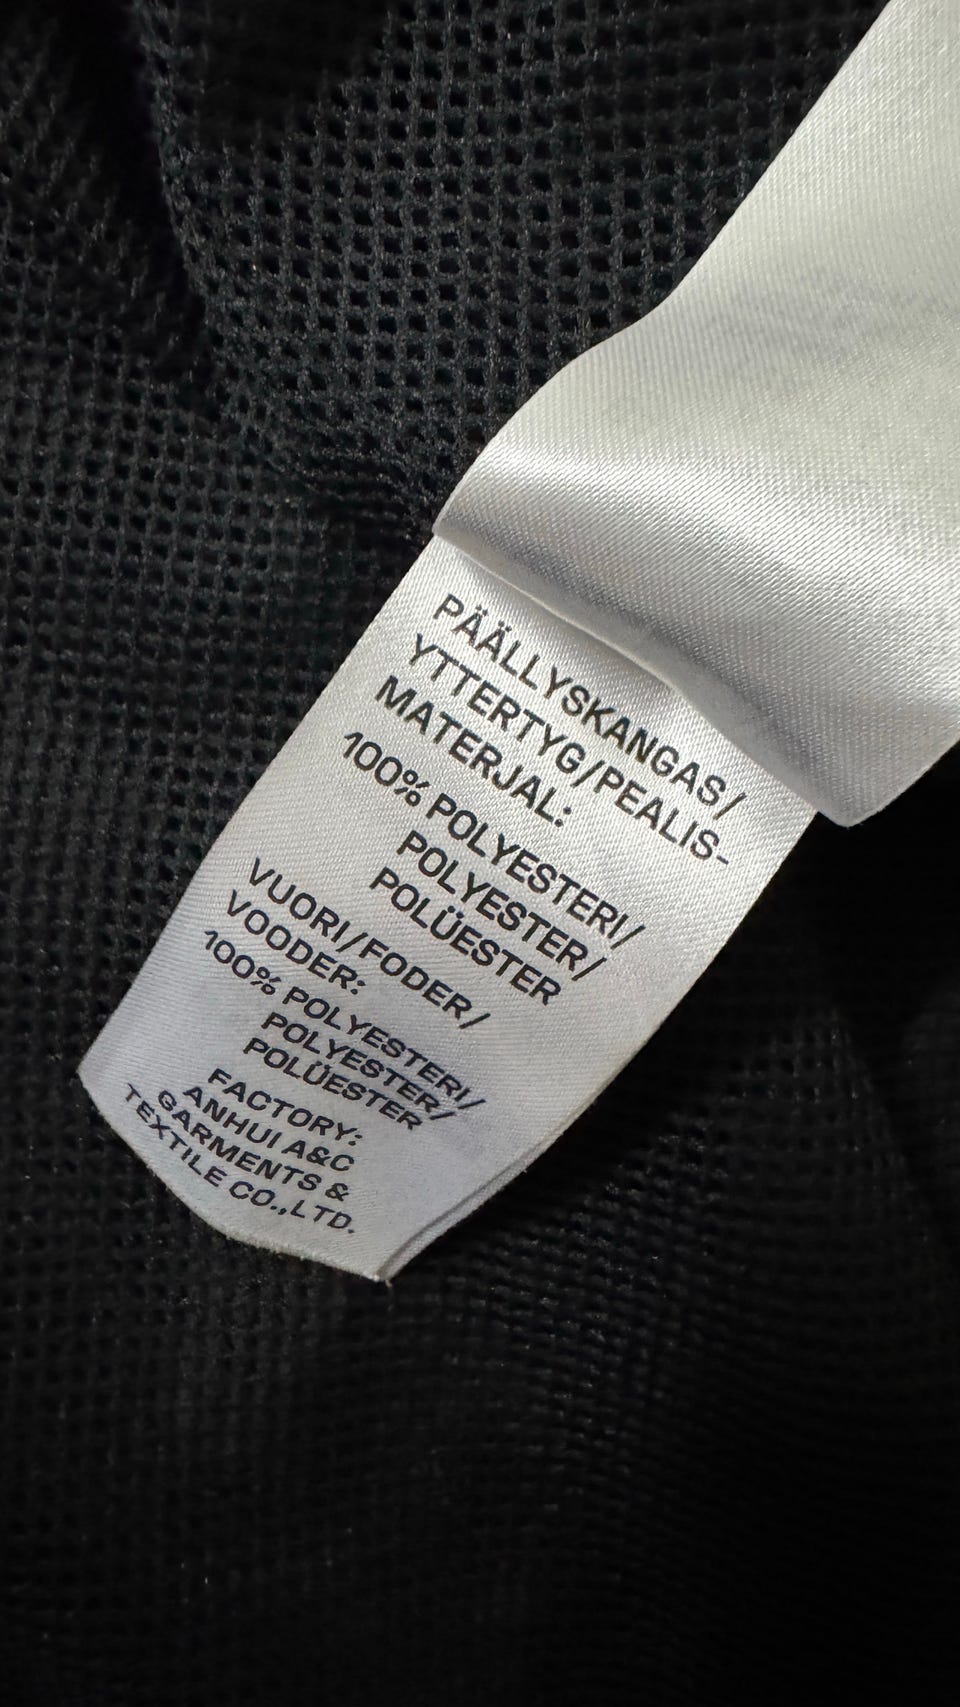 PÄÄLLYSKANGAS/
YTTERTYG/PEALIS-
MATERJAL:
100% POLYESTERI/
POLYESTER/
POLÜESTER
VUORI/FODER/
VOODER:
100% POLYESTERI/
POLYESTER/
POLÜESTER
FACTORY:
ANHUI A&C
GARMENTS &
TEXTILE CO.,LTD.